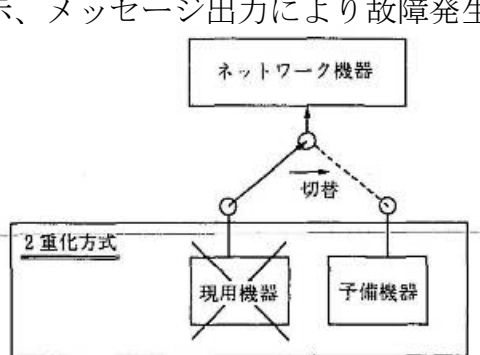 示、メッセージ出力により故障発生
ネットワーク機器
切替
2重化方式
現用機器
予備機器